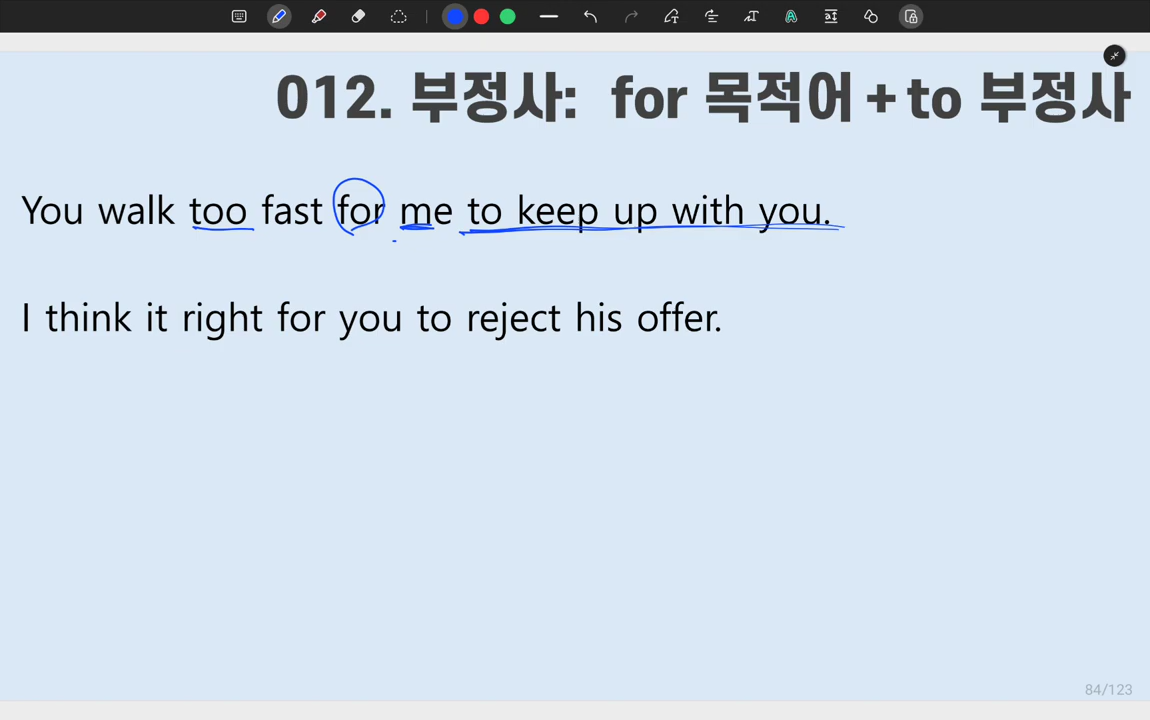 012. 부정사: for 목적어 + to 부정사
You walk too fast for me to keep up with you.
I think it right for you to reject his offer.
84/123